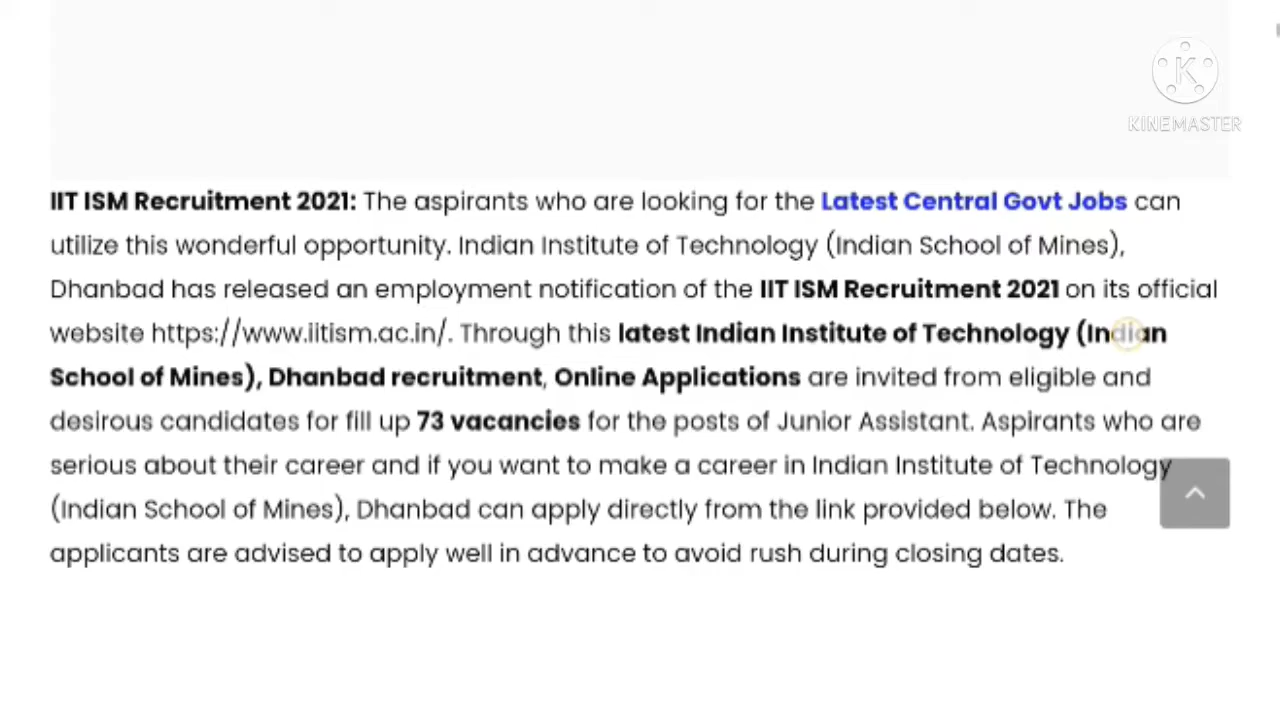 KINEMASTER
IIT ISM Recruitment 2021: The aspirants who are looking for the Latest Central Govt Jobs can
utilize this wonderful opportunity. Indian Institute of Technology (Indian School of Mines),
Dhanbad has released an employment notification of the IIT ISM Recruitment 2021 on its official
website https://www.iitism.ac.in/. Through this latest Indian Institute of Technology (Indian
School of Mines), Dhanbad recruitment, Online Applications are invited from eligible and
desirous candidates for fill up 73 vacancies for the posts of Junior Assistant. Aspirants who are
serious about their career and if you want to make a career in Indian Institute of Technology
(Indian School of Mines), Dhanbad can apply directly from the link provided below. The
applicants are advised to apply well in advance to avoid rush during closing dates.